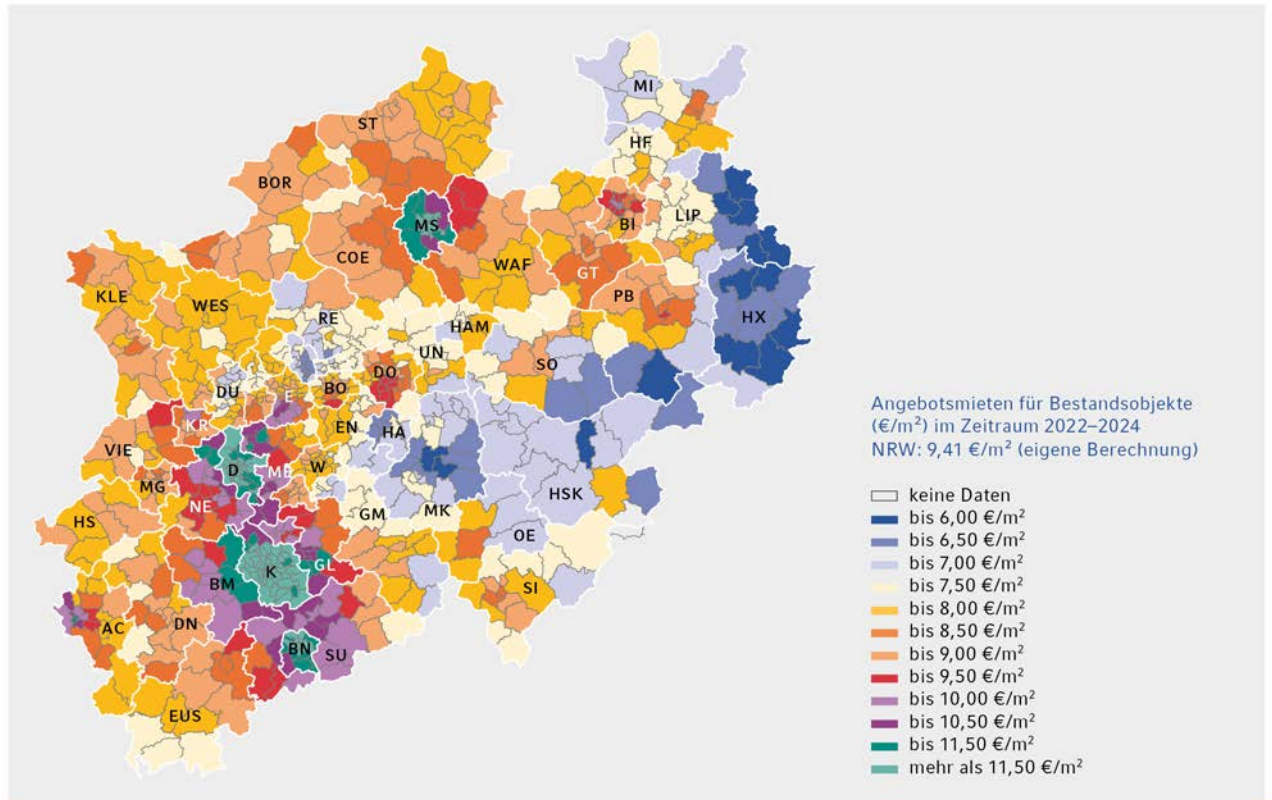 MI
ST
HF
BOR
BI
LIP
MS
COE
WAF
GT
PB
KLE
WES
HX
RE
HAM
UN
SO
DO
BO
DU
E
EN
HA
KR
VIE
D
ME
W
MG
NE
HSK
GM
MK
HS
OE
K
GL
BM
SI
AC
DN
BN
SU
EUS
Angebotsmieten für Bestandsobjekte
(€/m²) im Zeitraum 2022–2024
NRW: 9,41 €/m² (eigene Berechnung)
keine Daten
bis 6,00 €/m²
bis 6,50 €/m²
bis 7,00 €/m²
bis 7,50 €/m²
bis 8,00 €/m²
bis 8,50 €/m²
bis 9,00 €/m²
bis 9,50 €/m²
bis 10,00 €/m²
bis 10,50 €/m²
bis 11,50 €/m²
mehr als 11,50 €/m²